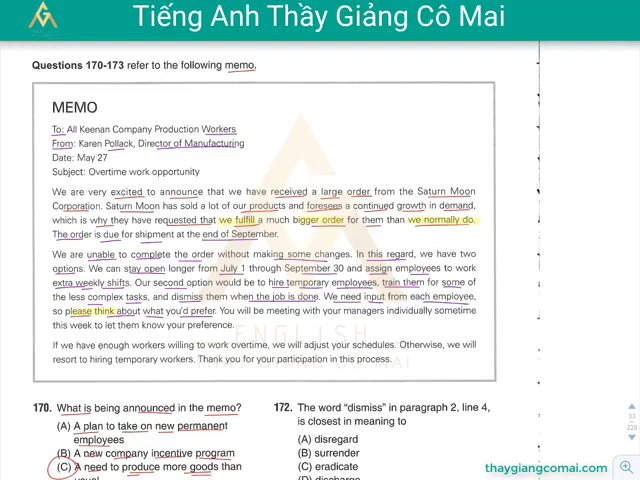 Tiếng Anh Thầy Giảng Cô Mai
Questions 170-173 refer to the following memo.
MEMO
To: All Keenan Company Production Workers
From: Karen Pollack, Director of Manufacturing
Date: May 27
Subject: Overtime work opportunity
We are very excited to announce that we have received a large order from the Saturn Moon
Corporation. Saturn Moon has sold a lot of our products and foresees a continued growth in demand,
which is why they have requested that we fulfill a much bigger order for them than we normally do.
The order is due for shipment at the end of September.
We are unable to complete the order without making some changes. In this regard, we have two
options. We can stay open longer from July 1 through September 30 and assign employees to work
extra weekly shifts. Our second option would be to hire temporary employees, train them for some of
the less complex tasks, and dismiss them when the job is done. We need input from each employee,
so please think about what you'd prefer. You will be meeting with your managers individually sometime
this week to let them know your preference.
If we have enough workers willing to work overtime, we will adjust your schedules. Otherwise, we will
resort to hiring temporary workers. Thank you for your participation in this process.
ENGLISH
THẦY GIẢNG CÔ MAI
170. What is being announced in the memo?
(A) A plan to take on new permanent
employees
(B) A new company incentive program
(C) A need to produce more goods than
usual
172. The word “dismiss” in paragraph 2, line 4,
is closest in meaning to
(A) disregard
(B) surrender
(C) eradicate
(D) discharge
33
220
thaygiangcomai.com